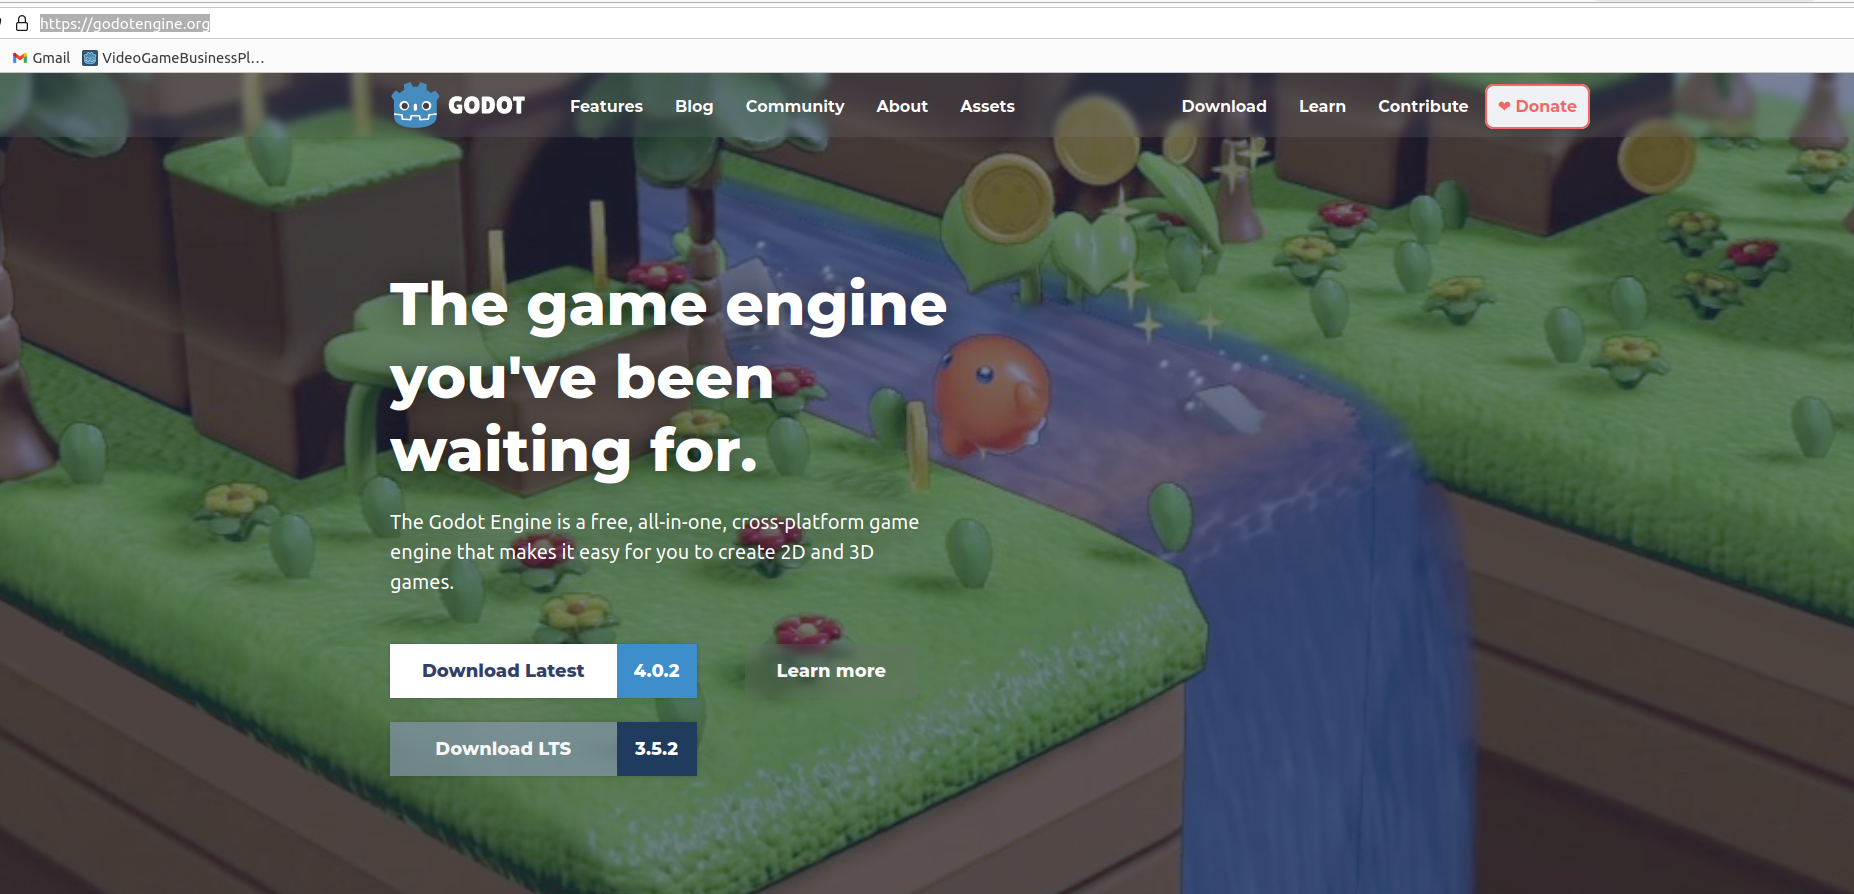 https://godotengine.org
Gmail VideoGameBusinessPl...
GODOT Features Blog Community About Assets Download Learn Contribute ❤ Donate
The game engine
you've been
waiting for.
The Godot Engine is a free, all-in-one, cross-platform game
engine that makes it easy for you to create 2D and 3D
games.
Download Latest 4.0.2 Learn more
Download LTS 3.5.2